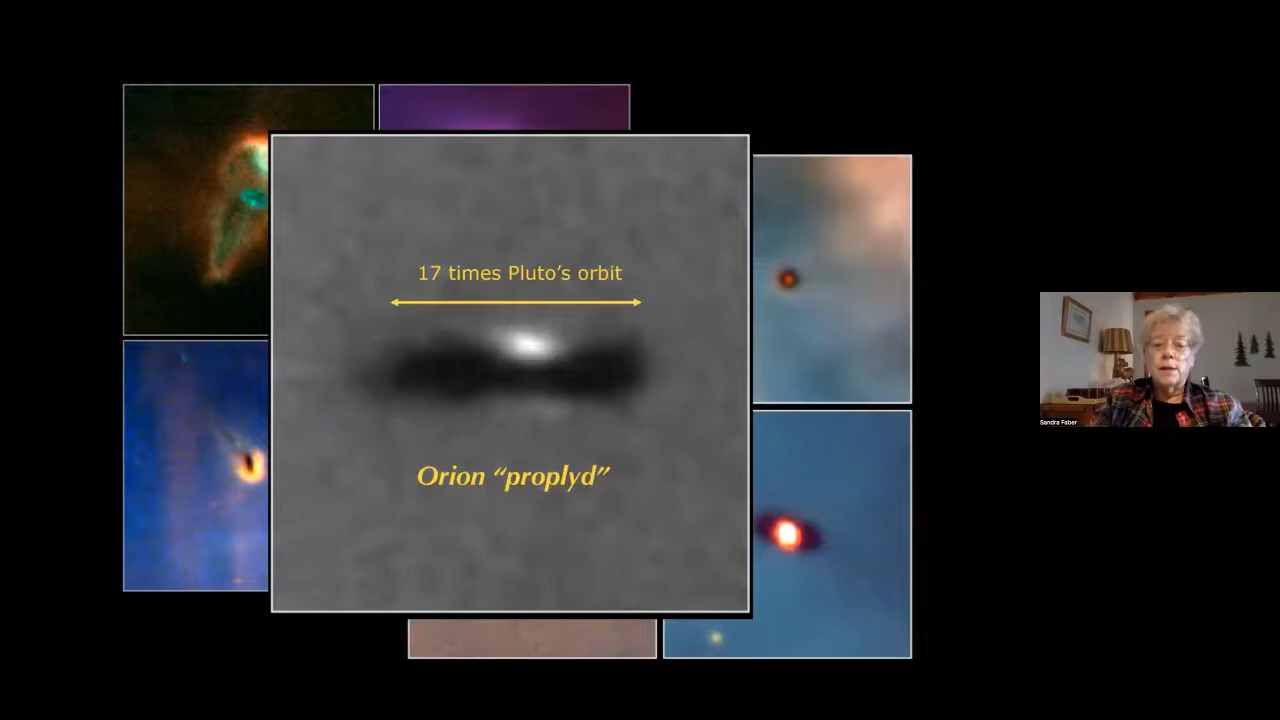 17 times Pluto’s orbit
Orion “proplyd”
Sandra Faber